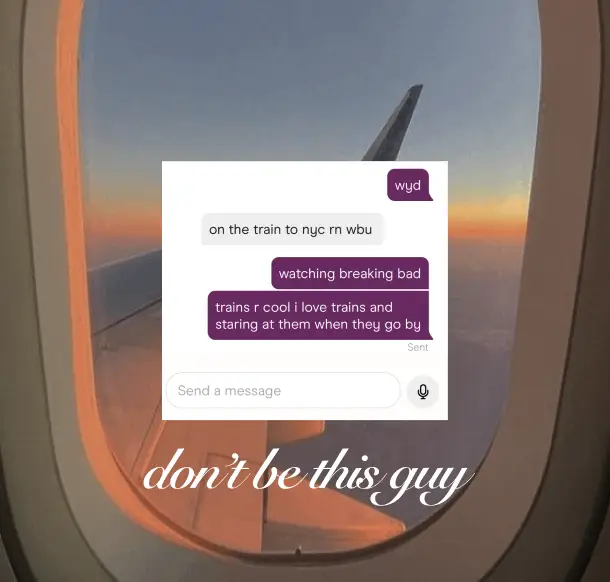 wyd
on the train to nyc rn wbu
watching breaking bad
trains r cool i love trains and
staring at them when they go by
Sent
Send a message
don't be this guy